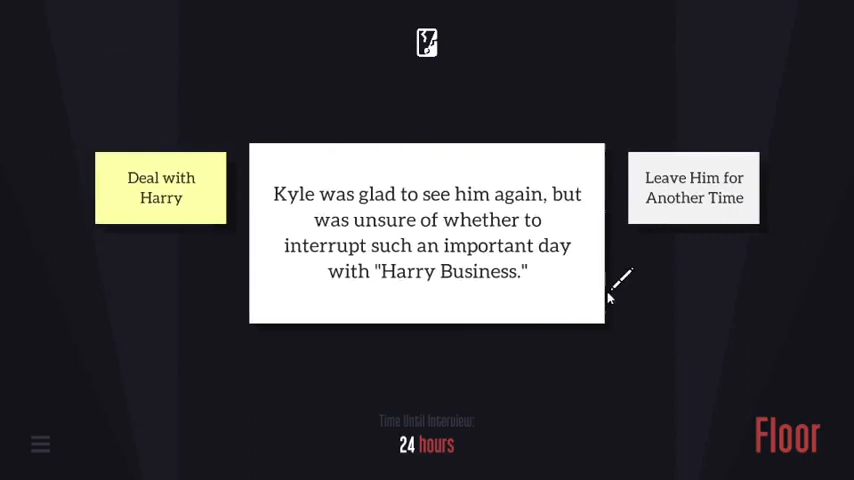 Deal with
Harry
Kyle was glad to see him again, but
was unsure of whether to
interrupt such an important day
with "Harry Business."
Leave Him for
Another Time
Time Until Interview:
24 hours
Floor